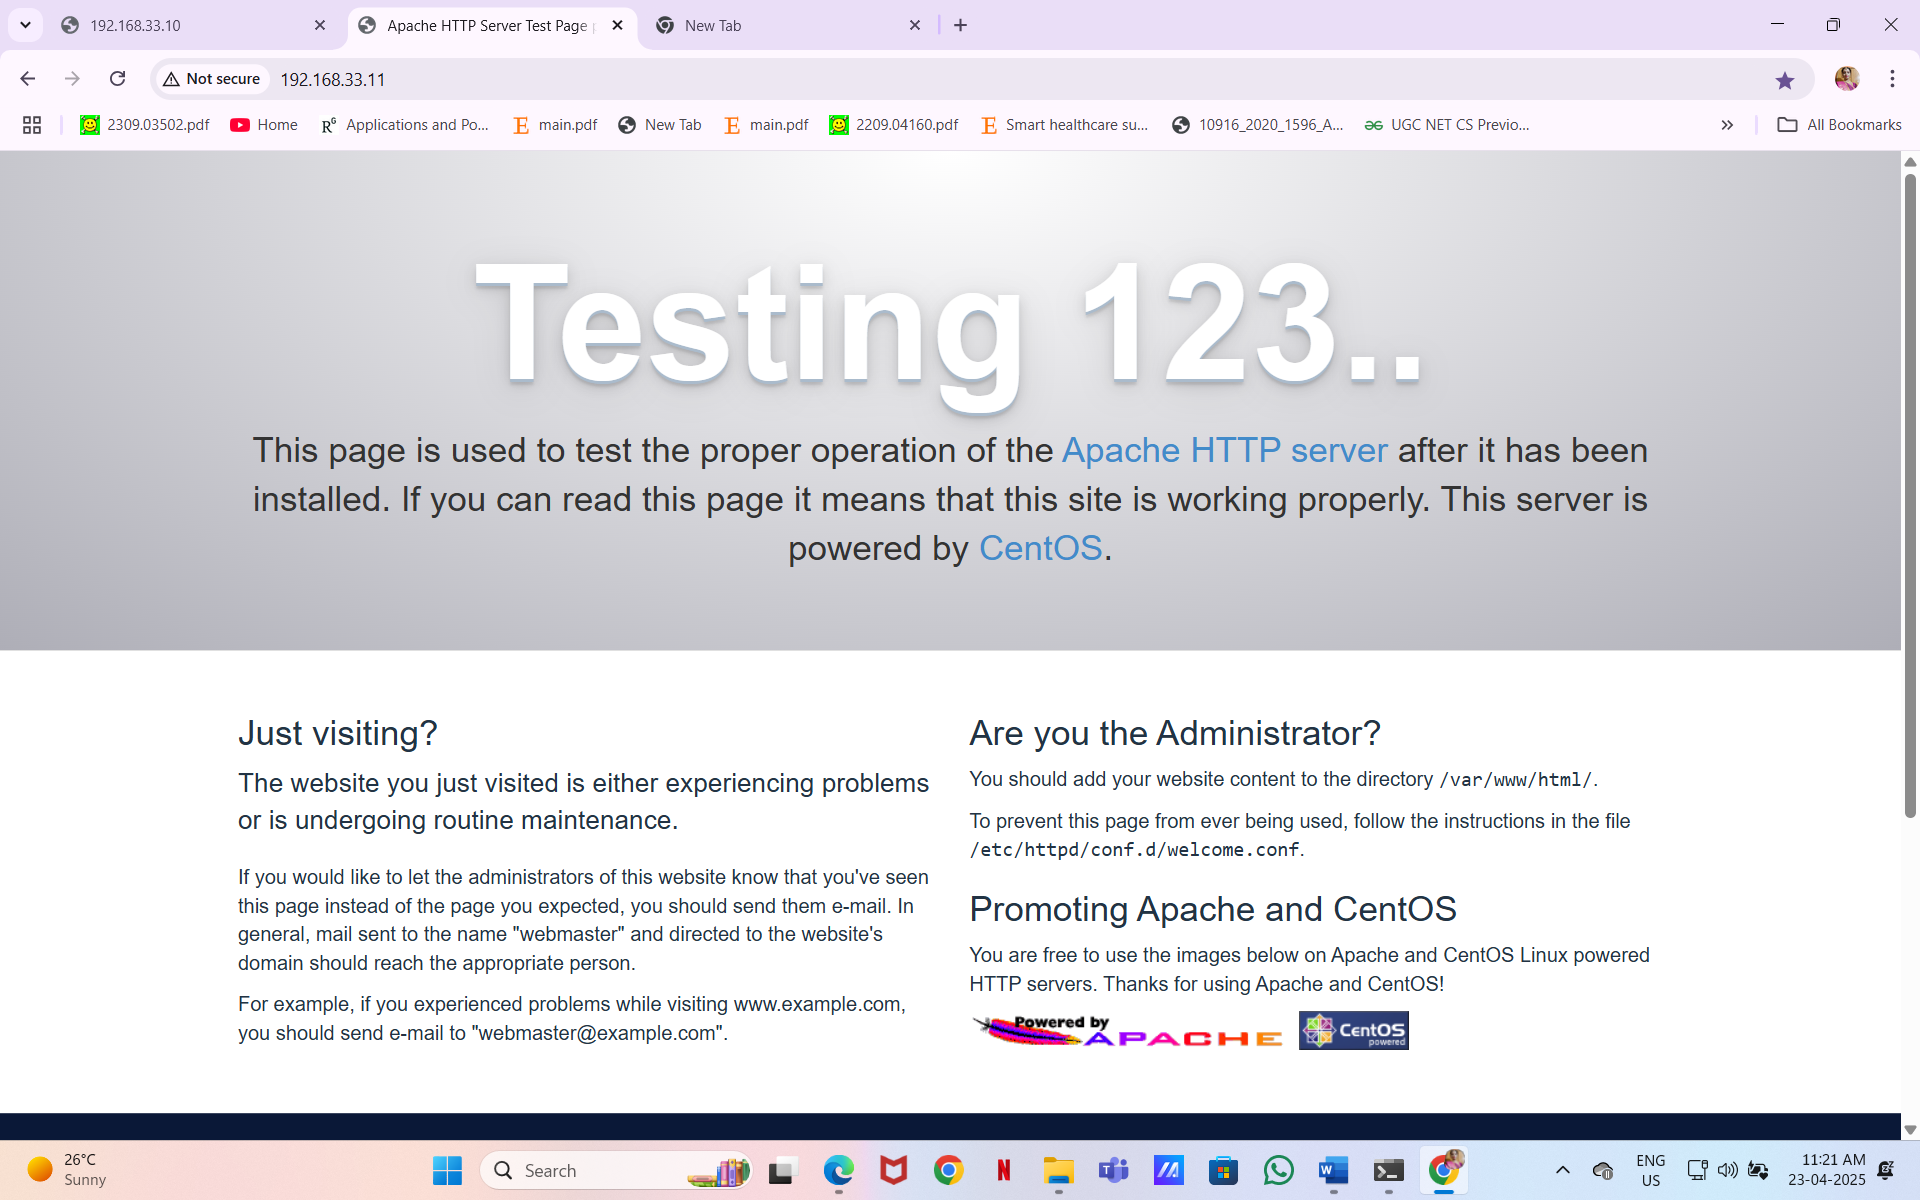 192.168.33.10
Apache HTTP Server Test Page
New Tab
Not secure
192.168.33.11
2309.03502.pdf
Home
Applications and Po...
main.pdf
New Tab
main.pdf
2209.04160.pdf
Smart healthcare su...
10916_2020_1596_A...
UGC NET CS Previo...
All Bookmarks
Testing 123..
This page is used to test the proper operation of the Apache HTTP server after it has been
installed. If you can read this page it means that this site is working properly. This server is
powered by CentOS.
Just visiting?
The website you just visited is either experiencing problems
or is undergoing routine maintenance.
If you would like to let the administrators of this website know that you've seen
this page instead of the page you expected, you should send them e-mail. In
general, mail sent to the name "webmaster" and directed to the website's
domain should reach the appropriate person.
For example, if you experienced problems while visiting www.example.com,
you should send e-mail to "webmaster@example.com".
Are you the Administrator?
You should add your website content to the directory /var/www/html/.
To prevent this page from ever being used, follow the instructions in the file
/etc/httpd/conf.d/welcome.conf.
Promoting Apache and CentOS
You are free to use the images below on Apache and CentOS Linux powered
HTTP servers. Thanks for using Apache and CentOS!
Powered by
APACHE
CentOS
powered
26°C
Sunny
Search
ENG
US
11:21 AM
23-04-2025